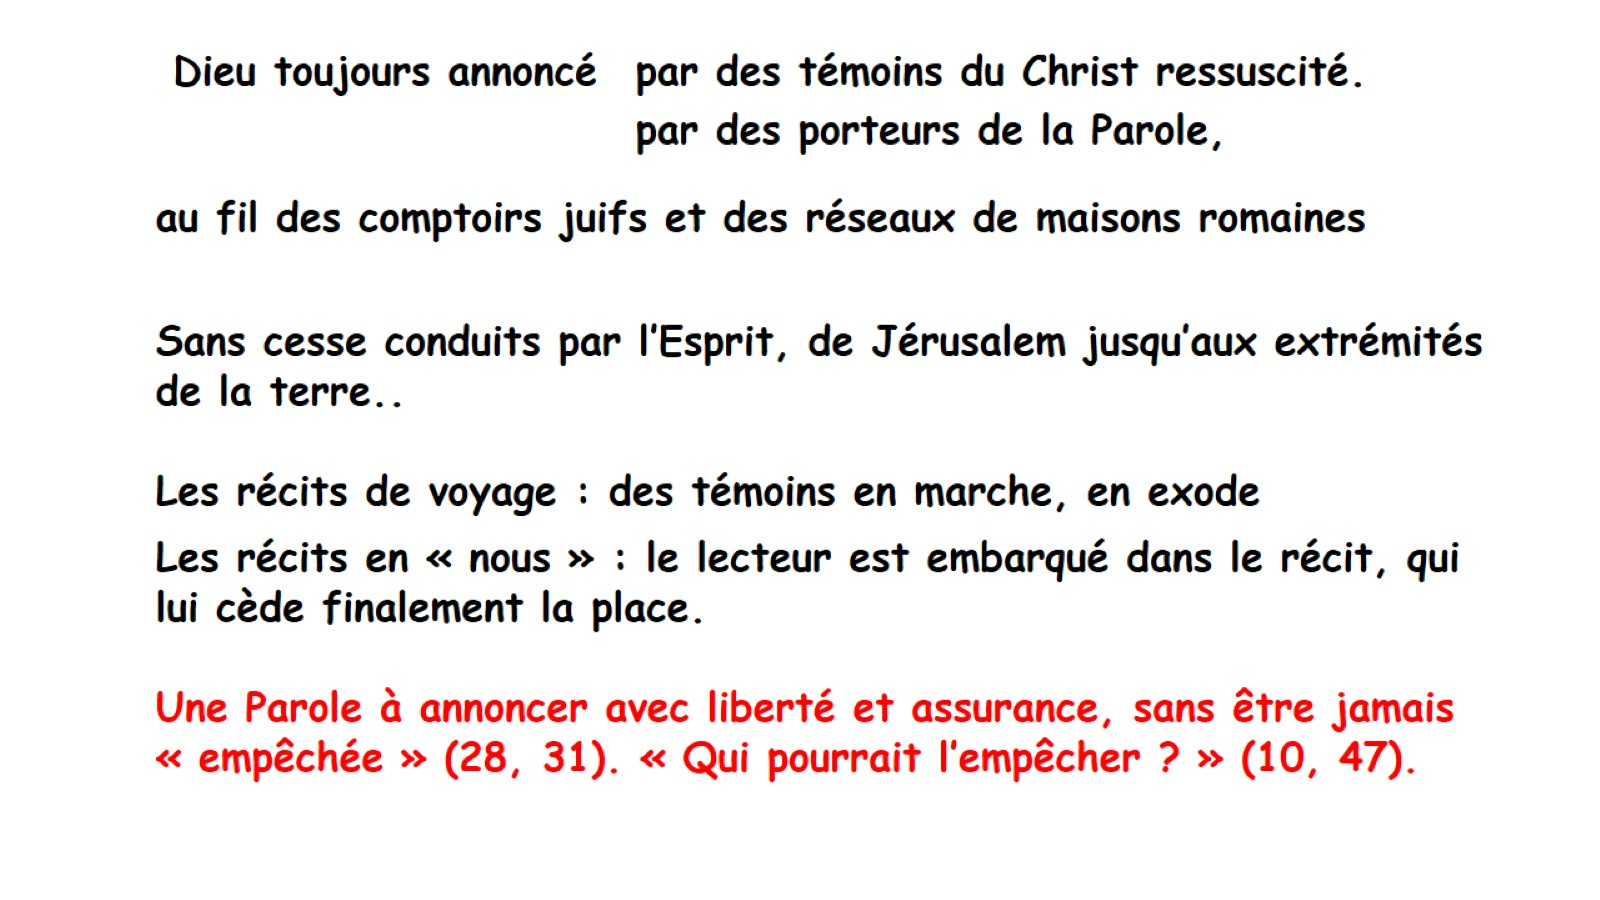 Dieu toujours annoncé par des témoins du Christ ressuscité.
par des porteurs de la Parole,
au fil des comptoirs juifs et des réseaux de maisons romaines
Sans cesse conduits par l'Esprit, de Jérusalem jusqu'aux extrémités
de la terre..
Les récits de voyage : des témoins en marche, en exode
Les récits en « nous » : le lecteur est embarqué dans le récit, qui
lui cède finalement la place.
Une Parole à annoncer avec liberté et assurance, sans être jamais
« empêchée » (28, 31). « Qui pourrait l'empêcher ? » (10, 47).